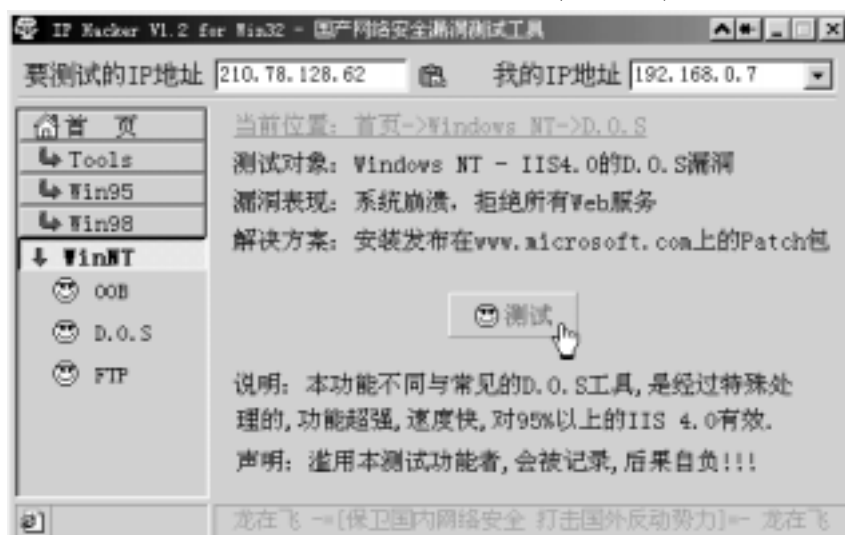 IP Hacker V1.2 for Win32 - 国产网络安全漏洞测试工具
要测试的IP地址 210.78.128.62 我的IP地址 192.168.0.7
首 页
Tools
Win95
Win98
WinNT
OOB
D.O.S
FTP
当前位置: 首页->Windows NT->D.O.S
测试对象: Windows NT - IIS4.0的D.O.S漏洞
漏洞表现: 系统崩溃, 拒绝所有Web服务
解决方案: 安装发布在www.microsoft.com上的Patch包
测试
说明: 本功能不同与常见的D.O.S工具,是经过特殊处
理的,功能超强,速度快,对95%以上的IIS 4.0有效.
声明: 滥用本测试功能者,会被记录,后果自负!!!
龙在飞 -=[保卫国内网络安全 打击国外反动势力]=- 龙在飞